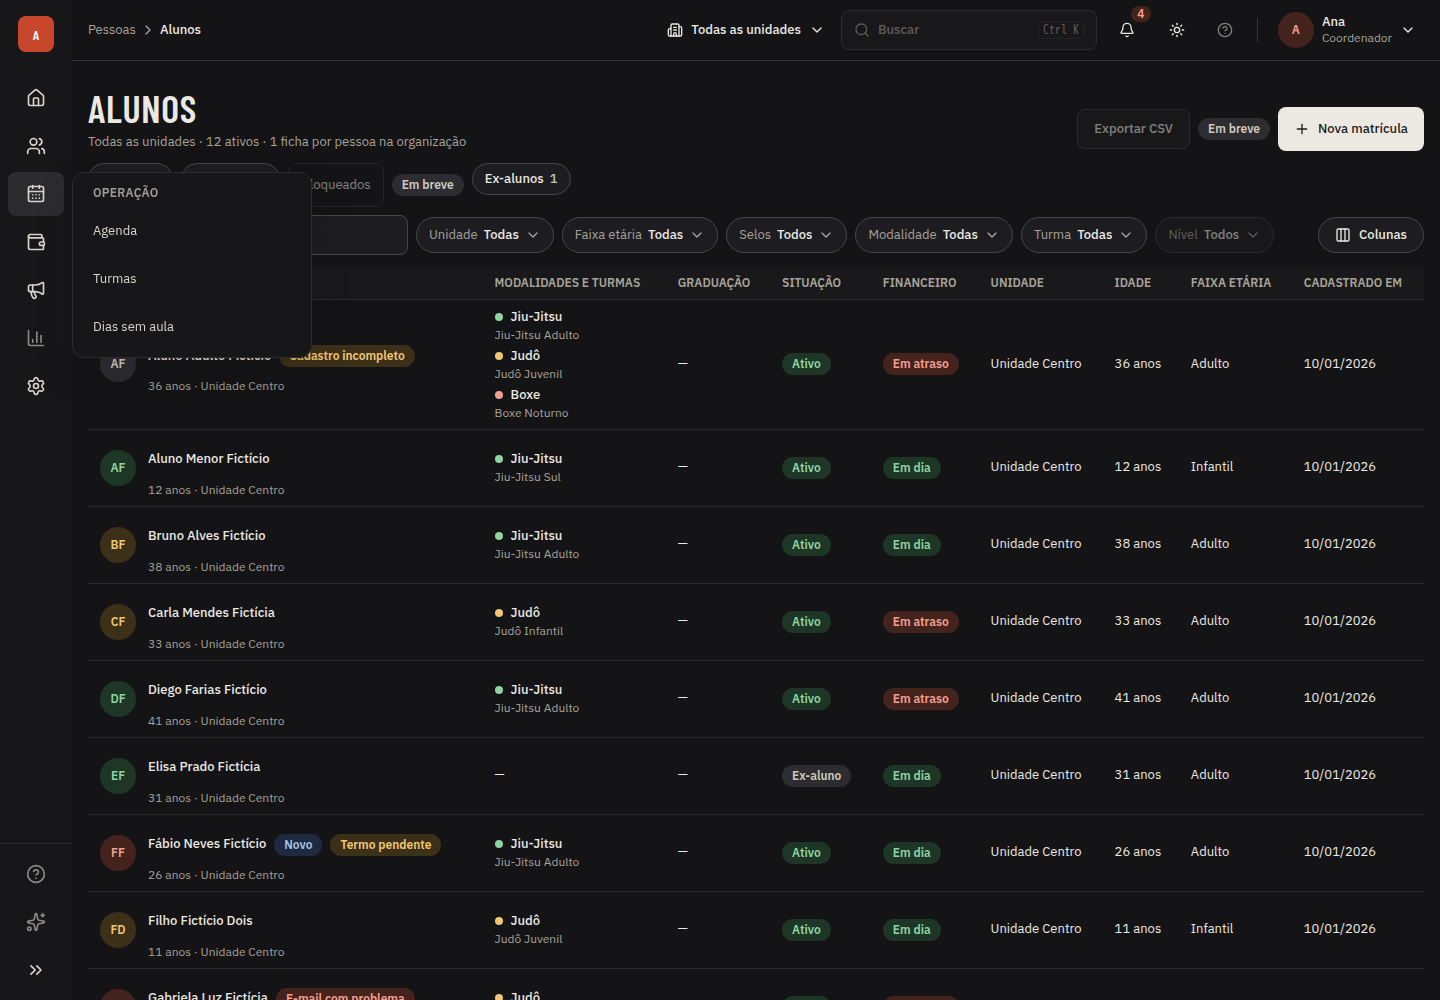 A
Pessoas > Alunos
Todas as unidades
Buscar
Ctrl K
4
A
Ana
Coordenador
ALUNOS
Todas as unidades · 12 ativos · 1 ficha por pessoa na organização
Exportar CSV
Em breve
+ Nova matrícula
Em breve
Ex-alunos 1
OPERAÇÃO
Agenda
Turmas
Dias sem aula
Unidade Todas
Faixa etária Todas
Selos Todos
Modalidade Todas
Turma Todas
Nível Todos
Colunas
MODALIDADES E TURMAS GRADUAÇÃO SITUAÇÃO FINANCEIRO UNIDADE IDADE FAIXA ETÁRIA CADASTRADO EM
AF
36 anos · Unidade Centro
incompleto
Jiu-Jitsu
Jiu-Jitsu Adulto
Judô
Judô Juvenil
Boxe
Boxe Noturno
— Ativo Em atraso Unidade Centro 36 anos Adulto 10/01/2026
AF
Aluno Menor Fictício
12 anos · Unidade Centro
Jiu-Jitsu
Jiu-Jitsu Sul
— Ativo Em dia Unidade Centro 12 anos Infantil 10/01/2026
BF
Bruno Alves Fictício
38 anos · Unidade Centro
Jiu-Jitsu
Jiu-Jitsu Adulto
— Ativo Em dia Unidade Centro 38 anos Adulto 10/01/2026
CF
Carla Mendes Fictícia
33 anos · Unidade Centro
Judô
Judô Infantil
— Ativo Em atraso Unidade Centro 33 anos Adulto 10/01/2026
DF
Diego Farias Fictício
41 anos · Unidade Centro
Jiu-Jitsu
Jiu-Jitsu Adulto
— Ativo Em atraso Unidade Centro 41 anos Adulto 10/01/2026
EF
Elisa Prado Fictícia
31 anos · Unidade Centro
— — Ex-aluno Em dia Unidade Centro 31 anos Adulto 10/01/2026
FF
Fábio Neves Fictício Novo Termo pendente
26 anos · Unidade Centro
Jiu-Jitsu
Jiu-Jitsu Adulto
— Ativo Em dia Unidade Centro 26 anos Adulto 10/01/2026
FD
Filho Fictício Dois
11 anos · Unidade Centro
Judô
Judô Juvenil
— Ativo Em dia Unidade Centro 11 anos Infantil 10/01/2026
Gabriela Luz Fictícia E-mail com problema
Judô